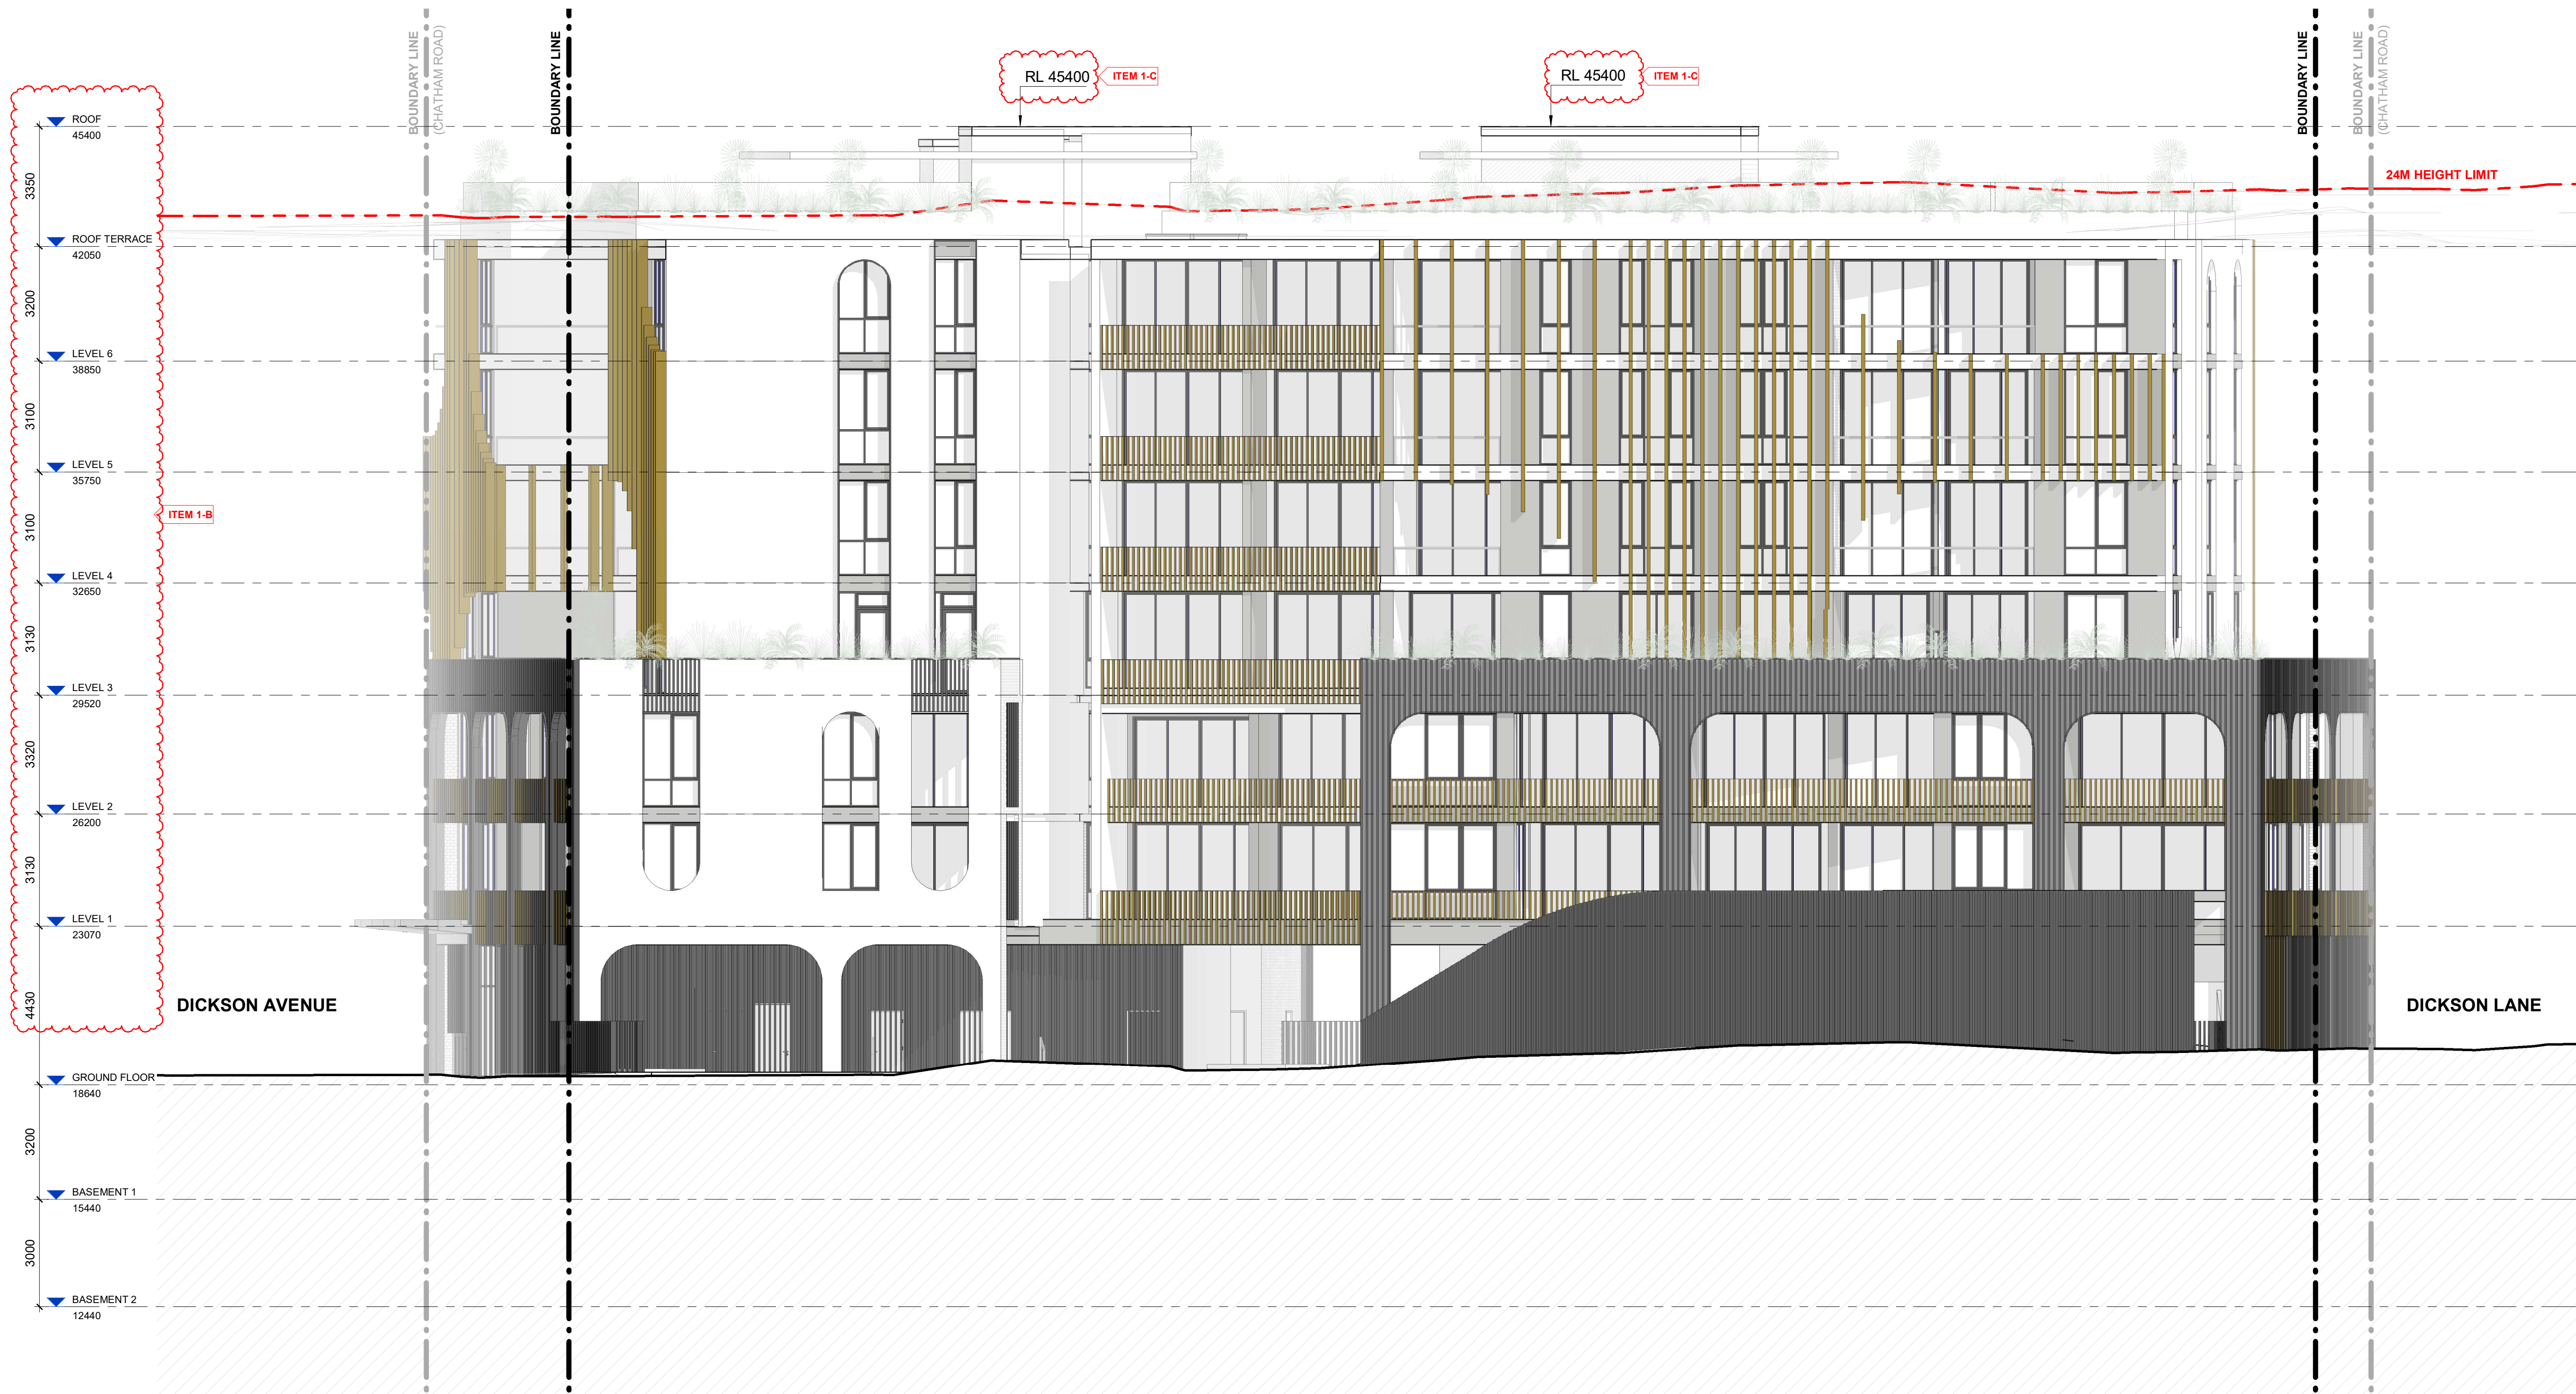 BOUNDARY LINE
(CHATHAM ROAD)
BOUNDARY LINE
RL 45400
ITEM 1-C
RL 45400
ITEM 1-C
BOUNDARY LINE
BOUNDARY LINE
(CHATHAM ROAD)
ROOF
45400
3350
24M HEIGHT LIMIT
ROOF TERRACE
42050
3200
LEVEL 6
38850
3100
LEVEL 5
35750
ITEM 1-B
3100
LEVEL 4
32650
3130
LEVEL 3
29520
3320
LEVEL 2
26200
3130
LEVEL 1
23070
4430
DICKSON AVENUE
DICKSON LANE
GROUND FLOOR
18640
3200
BASEMENT 1
15440
3000
BASEMENT 2
12440